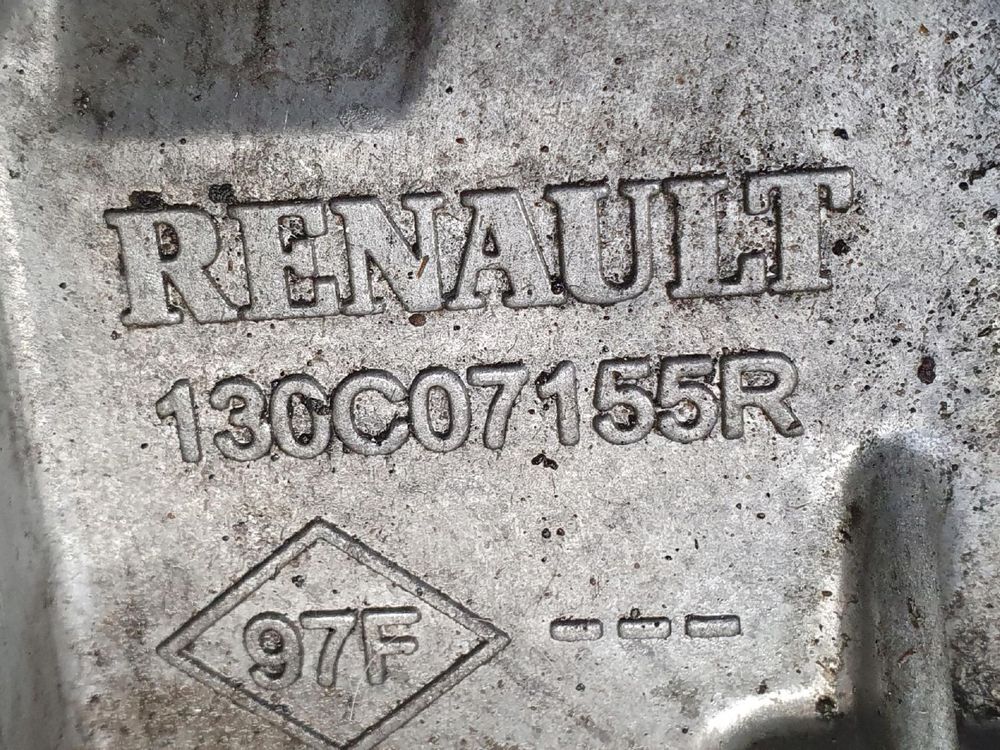 RENAULT
130C07155R
97F ---